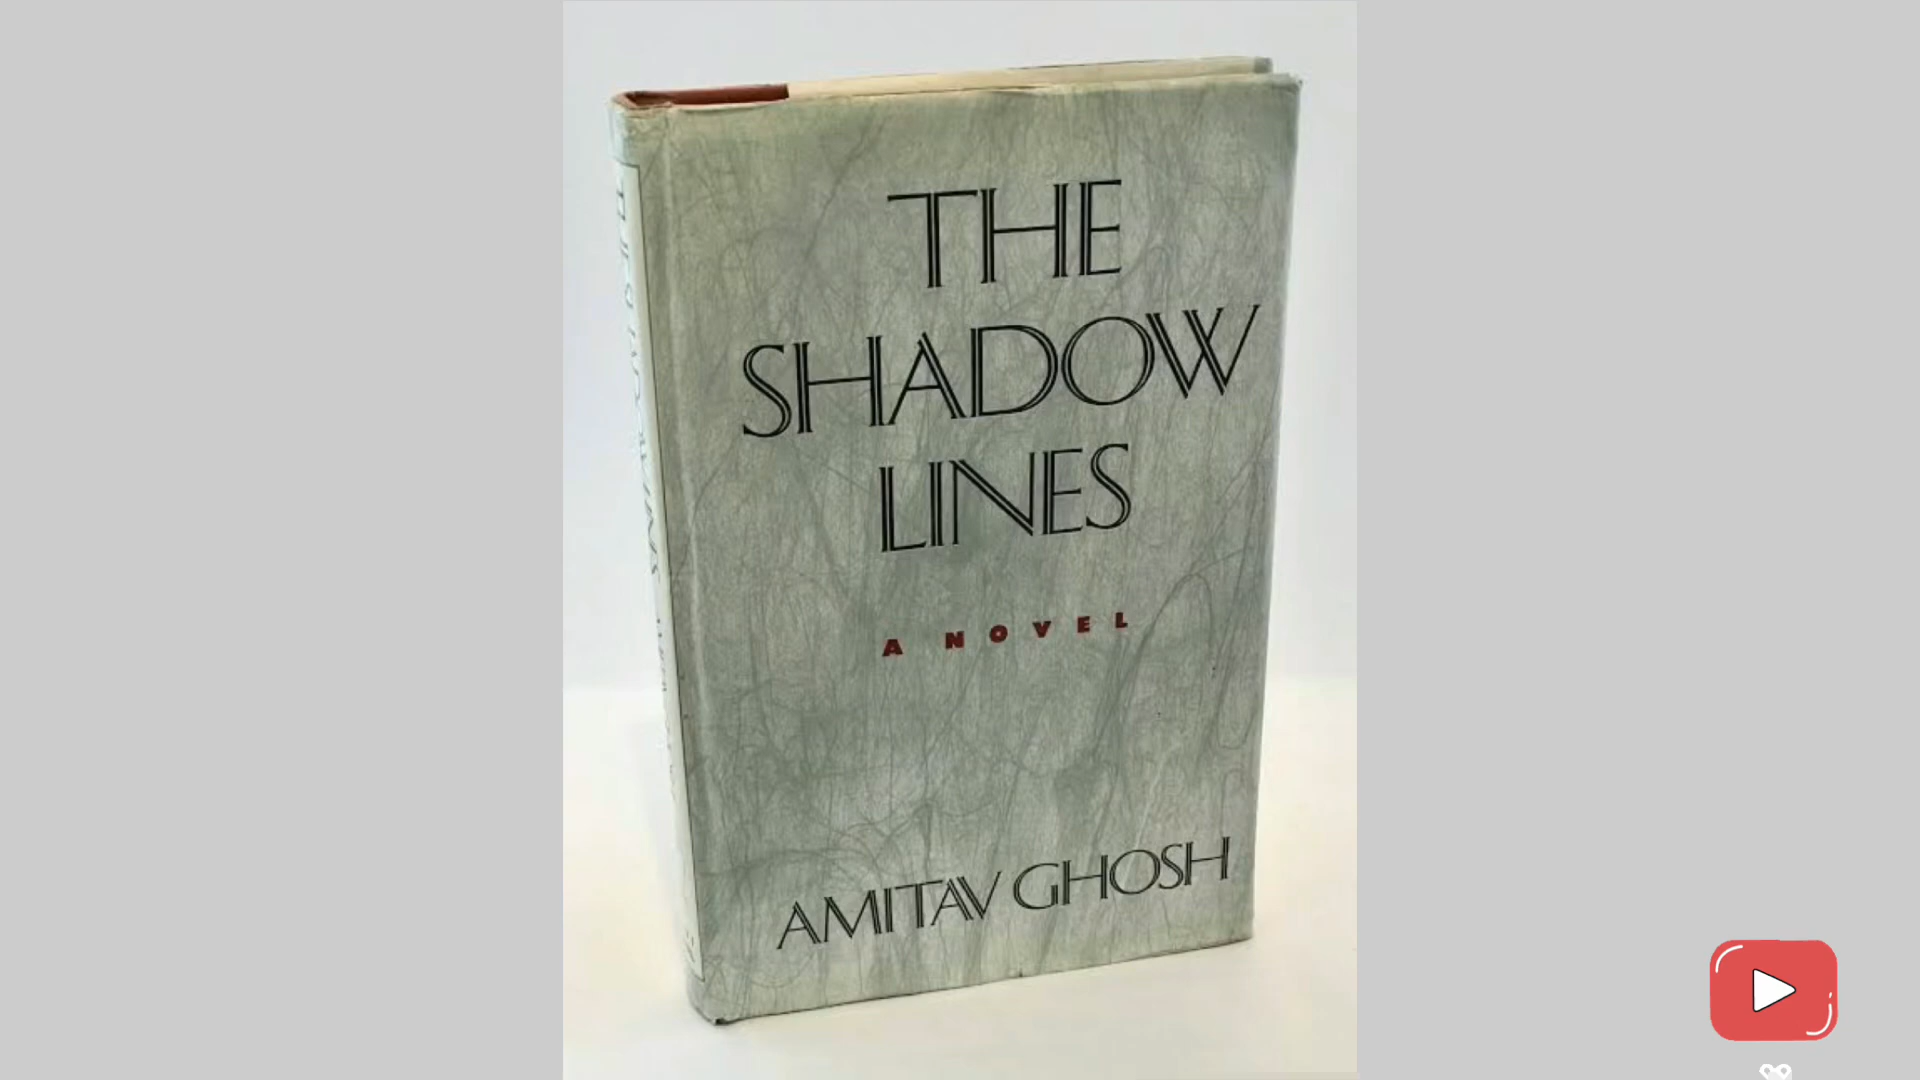 THE
SHADOW
LINES
A NOVEL
AMITAV GHOSH